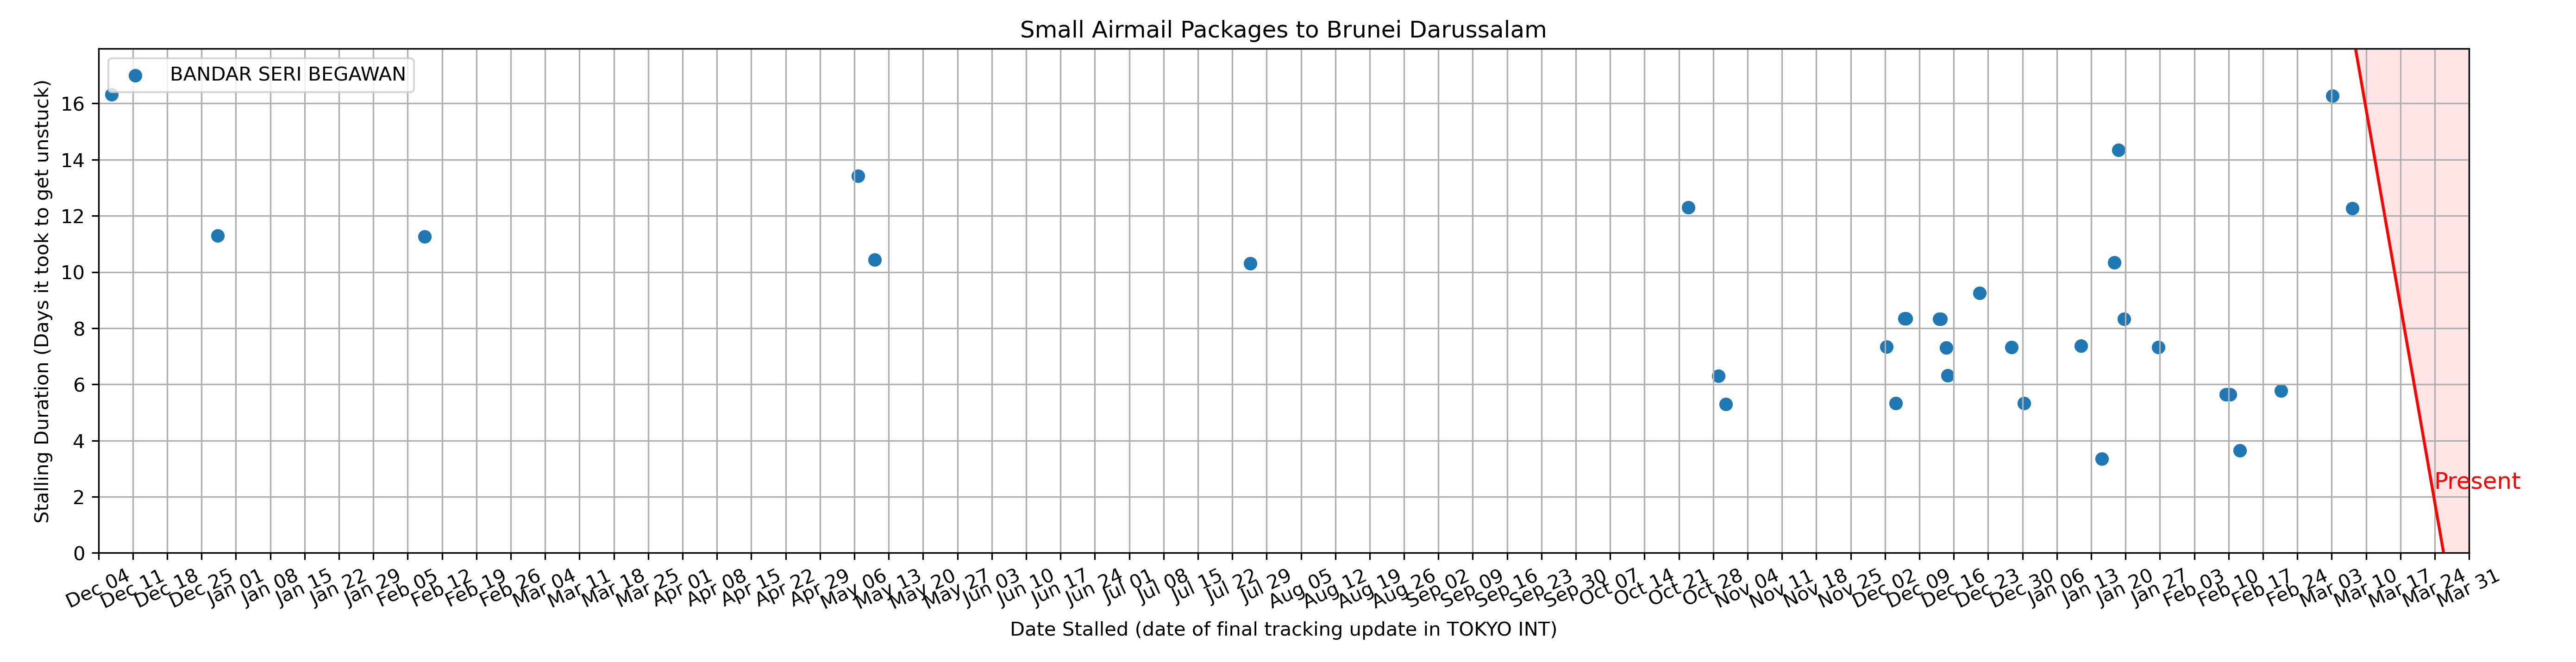 Small Airmail Packages to Brunei Darussalam
BANDAR SERI BEGAWAN
Stalling Duration (Days it took to get unstuck)
16
14
12
10
8
6
4
2
0
Present
Dec 04
Dec 11
Dec 18
Dec 25
Jan 01
Jan 08
Jan 15
Jan 22
Jan 29
Feb 05
Feb 12
Feb 19
Feb 26
Mar 04
Mar 11
Mar 18
Mar 25
Apr 01
Apr 08
Apr 15
Apr 22
Apr 29
May 06
May 13
May 20
May 27
Jun 03
Jun 10
Jun 17
Jun 24
Jul 01
Jul 08
Jul 15
Jul 22
Jul 29
Aug 05
Aug 12
Aug 19
Aug 26
Sep 02
Sep 09
Sep 16
Sep 23
Sep 30
Oct 07
Oct 14
Oct 21
Oct 28
Nov 04
Nov 11
Nov 18
Nov 25
Dec 02
Dec 09
Dec 16
Dec 23
Dec 30
Jan 06
Jan 13
Jan 20
Jan 27
Feb 03
Feb 10
Feb 17
Feb 24
Mar 03
Mar 10
Mar 17
Mar 24
Mar 31
Date Stalled (date of final tracking update in TOKYO INT)